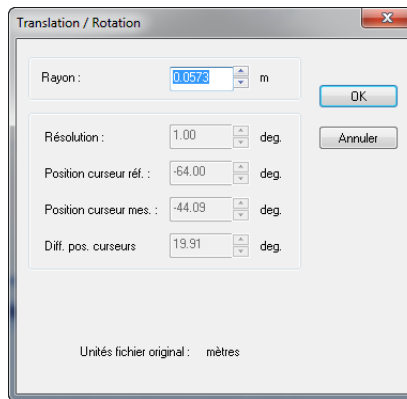 Translation / Rotation
Rayon : 0.0573 m
OK
Résolution : 1.00 deg.
Annuler
Position curseur réf. : -64.00 deg.
Position curseur mes. : -44.09 deg.
Diff. pos. curseurs 19.91 deg.
Unités fichier original : mètres